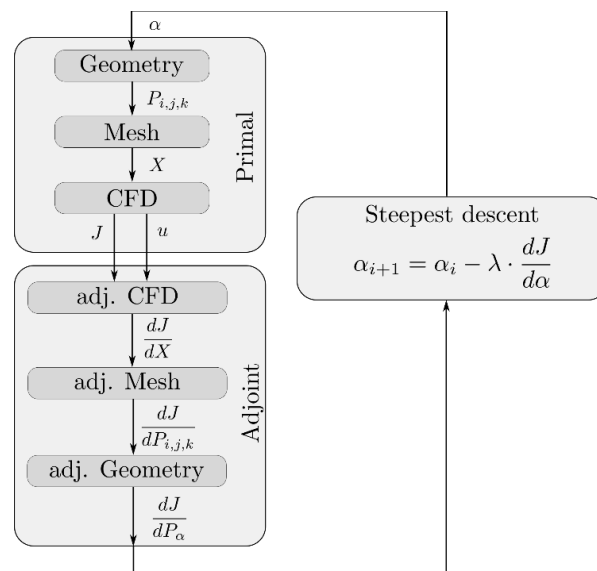 α
Geometry
P_{i,j,k}
Mesh
X
CFD
J
u
Primal
adj. CFD
dJ/dX
adj. Mesh
dJ/dP_{i,j,k}
adj. Geometry
dJ/dP_α
Adjoint
Steepest descent
α_{i+1} = α_i − λ · dJ/dα